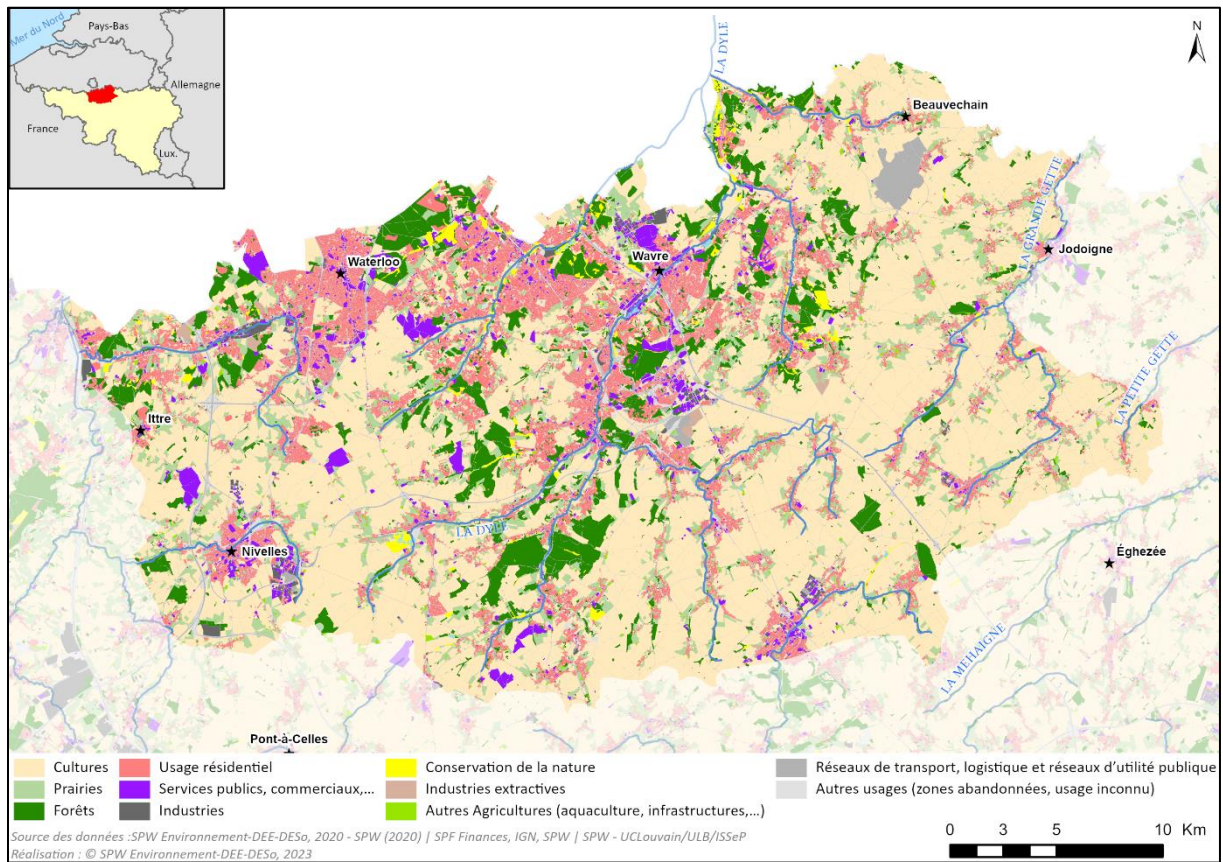 Mer du Nord
Pays-Bas
Allemagne
France
Lux.
N
LA DYLE
Beauvechain
LA GRANDE GETTE
Jodoigne
Waterloo
Wavre
LA PETITE GETTE
Ittre
LA DYLE
Nivelles
Éghezée
LA MEHAIGNE
Pont-à-Celles
Cultures
Prairies
Forêts
Usage résidentiel
Services publics, commerciaux,...
Industries
Conservation de la nature
Industries extractives
Autres Agricultures (aquaculture, infrastructures,...)
Réseaux de transport, logistique et réseaux d'utilité publique
Autres usages (zones abandonnées, usage inconnu)
Source des données :SPW Environnement-DEE-DESo, 2020 - SPW (2020) | SPF Finances, IGN, SPW | SPW - UCLouvain/ULB/ISSeP
Réalisation : © SPW Environnement-DEE-DESo, 2023
0 3 5 10 Km